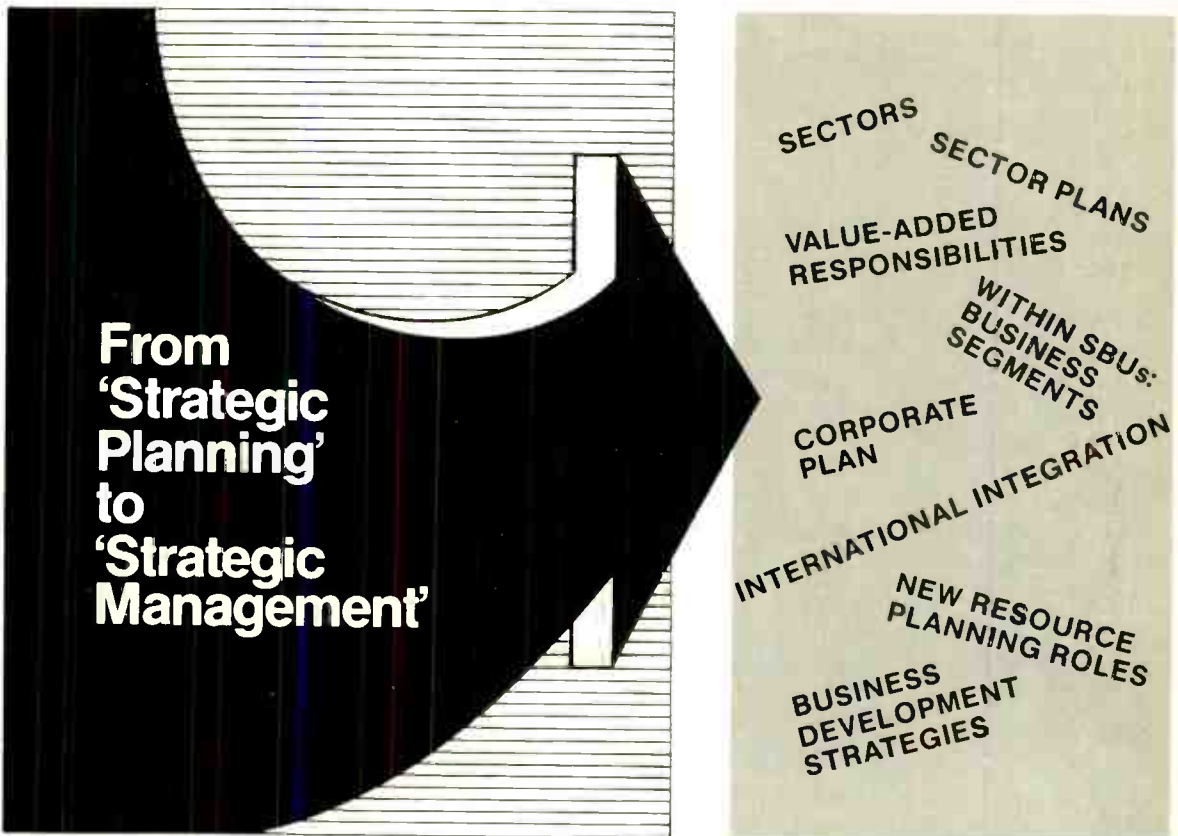 From
‘Strategic
Planning’
to
‘Strategic
Management’
SECTORS
SECTOR PLANS
VALUE-ADDED
RESPONSIBILITIES
WITHIN SBUs:
BUSINESS
SEGMENTS
CORPORATE
PLAN
INTERNATIONAL INTEGRATION
NEW RESOURCE
PLANNING ROLES
BUSINESS
DEVELOPMENT
STRATEGIES